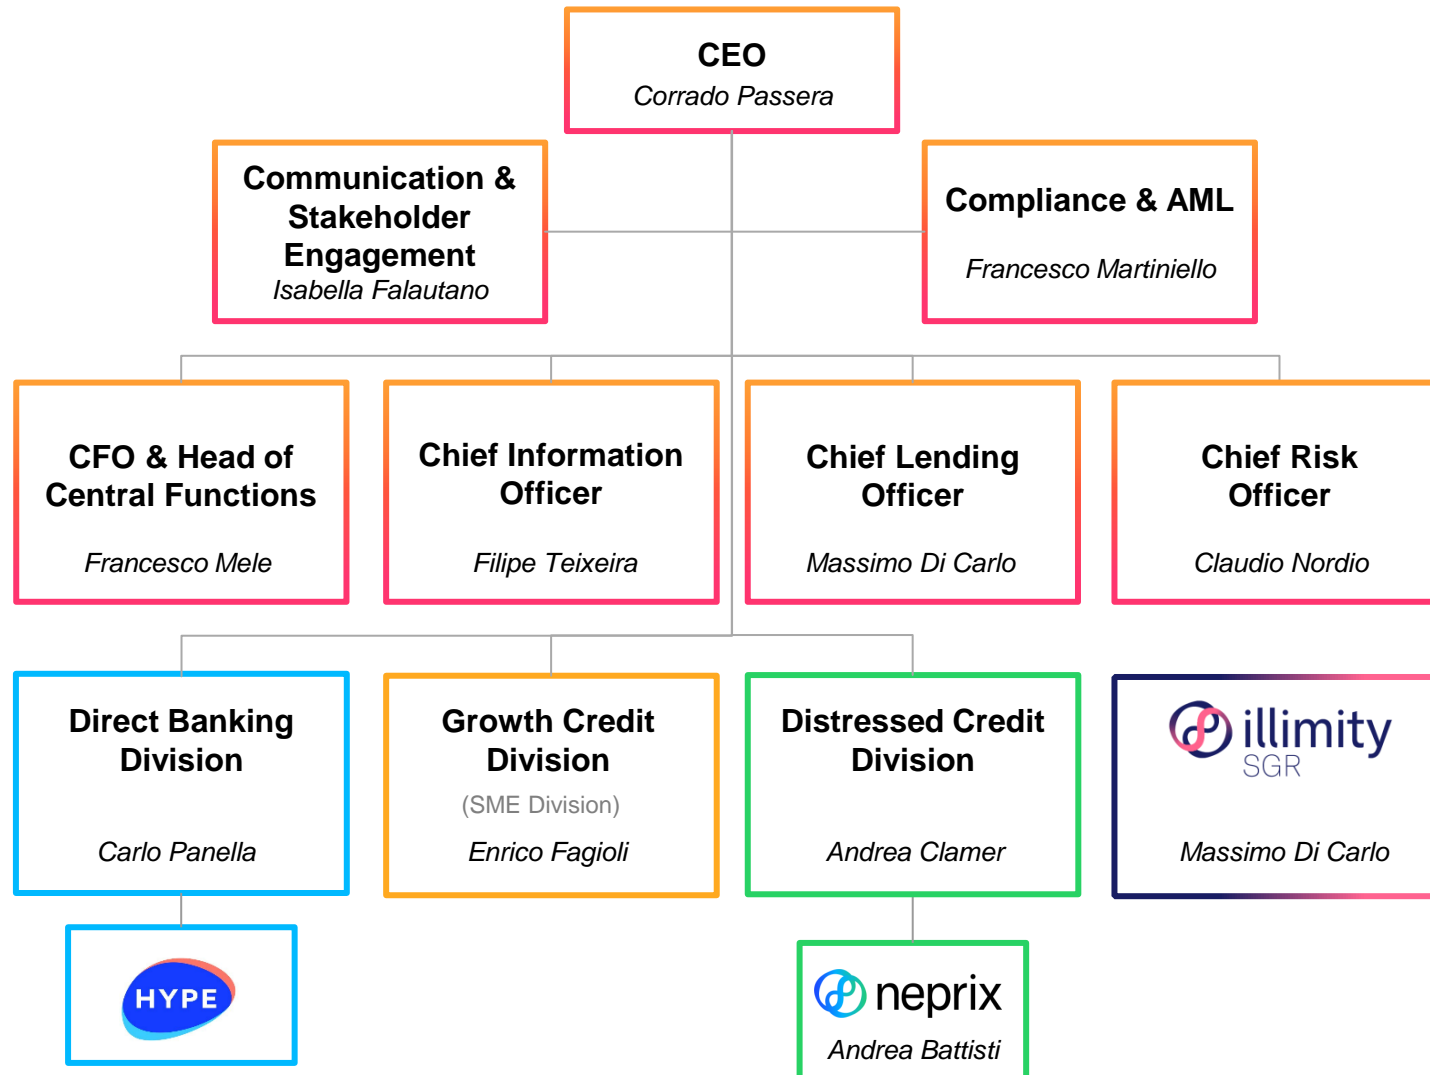 CEO
Corrado Passera
Communication &
Stakeholder
Engagement
Isabella Falautano
Compliance & AML
Francesco Martiniello
CFO & Head of
Central Functions
Francesco Mele
Chief Information
Officer
Filipe Teixeira
Chief Lending
Officer
Massimo Di Carlo
Chief Risk
Officer
Claudio Nordio
Direct Banking
Division
Carlo Panella
Growth Credit
Division
(SME Division)
Enrico Fagioli
Distressed Credit
Division
Andrea Clamer
illimity
SGR
Massimo Di Carlo
HYPE
neprix
Andrea Battisti